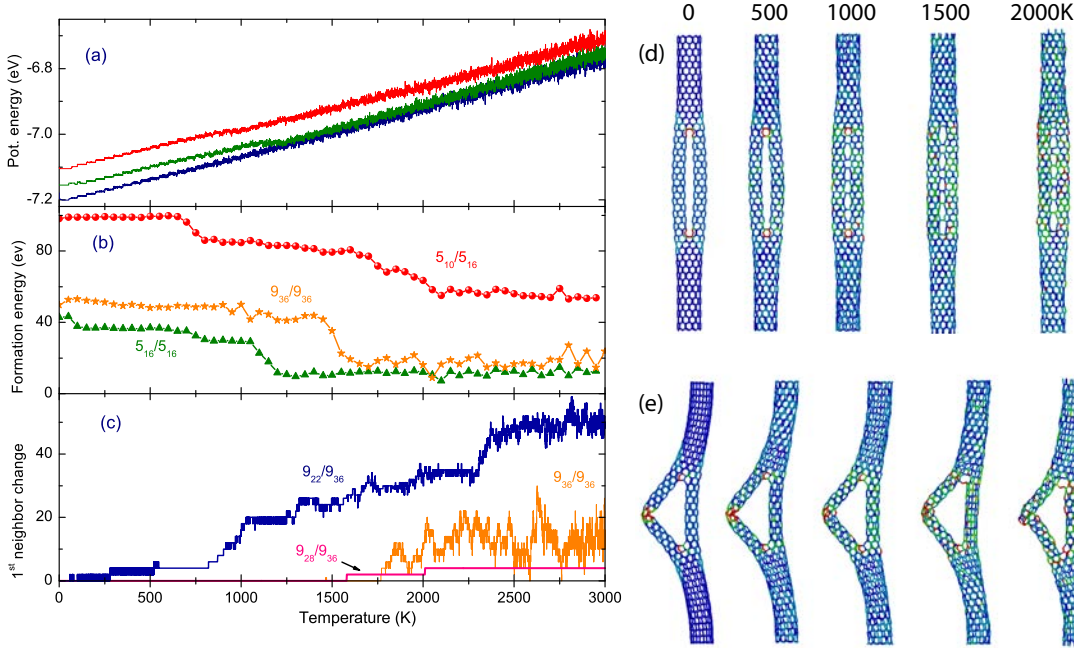 (a)
Pot. energy (eV)
-6.8
-7.0
-7.2
(b)
Formation energy (ev)
80
40
0
5₁₀/5₁₆
9₃₆/9₃₆
5₁₆/5₁₆
(c)
1ˢᵗ neighbor change
40
20
0
9₂₂/9₃₆
9₃₆/9₃₆
9₂₈/9₃₆
0 500 1000 1500 2000 2500 3000
Temperature (K)
0 500 1000 1500 2000K
(d)
(e)